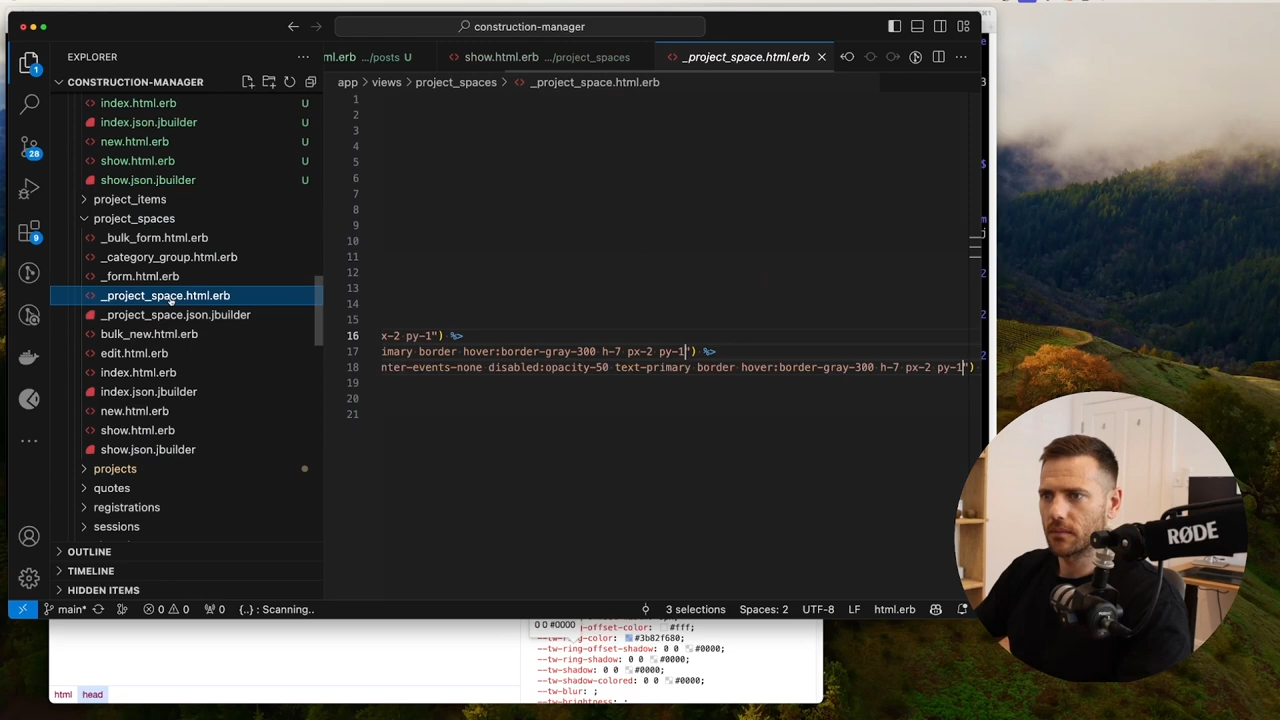 construction-manager
EXPLORER
ml.erb .../posts U
show.html.erb .../project_spaces
_project_space.html.erb
CONSTRUCTION-MANAGER
app > views > project_spaces > _project_space.html.erb
index.html.erb U
index.json.jbuilder U
new.html.erb U
show.html.erb U
show.json.jbuilder U
project_items
project_spaces
_bulk_form.html.erb
_category_group.html.erb
_form.html.erb
_project_space.html.erb
_project_space.json.jbuilder
bulk_new.html.erb
edit.html.erb
index.html.erb
index.json.jbuilder
new.html.erb
show.html.erb
show.json.jbuilder
projects
quotes
registrations
sessions
OUTLINE
TIMELINE
HIDDEN ITEMS
1
28
9
1
2
3
4
5
6
7
8
9
10
11
12
13
14
15
16 x-2 py-1") %>
17 imary border hover:border-gray-300 h-7 px-2 py-1") %>
18 nter-events-none disabled:opacity-50 text-primary border hover:border-gray-300 h-7 px-2 py-1")
19
20
21
main* 0 0 0 {..} : Scanning.. 3 selections Spaces: 2 UTF-8 LF html.erb
0 0 #0000
-offset-color: #fff;
-color: #3b82f680;
--tw-ring-offset-shadow: 0 0 #0000;
--tw-ring-shadow: 0 0 #0000;
--tw-shadow: 0 0 #0000;
--tw-shadow-colored: 0 0 #0000;
--tw-blur: ;
--tw-brightness: ;
html head
RØDE